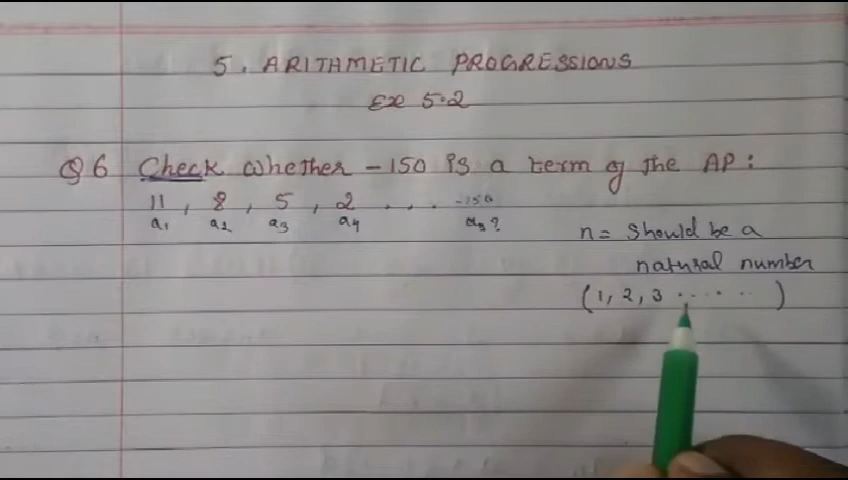 5. ARITHMETIC PROGRESSIONS
Ex 5.2
Q6 Check whether -150 is a term of the AP:
11, 8, 5, 2 . . . -150
a1 a2 a3 a4 ?
n = should be a
natural number
(1, 2, 3 ...... )